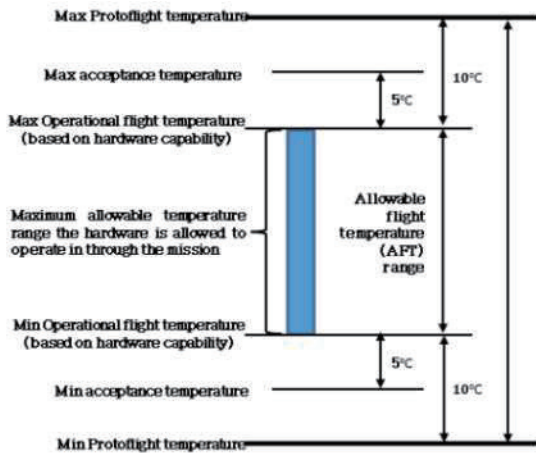 Max Protoflight temperature
Max acceptance temperature
10°C
5°C
Max Operational flight temperature
(based on hardware capability)
Maximum allowable temperature
range the hardware is allowed to
operate in through the mission
Allowable
flight
temperature
(AFT)
range
Min Operational flight temperature
(based on hardware capability)
5°C
Min acceptance temperature
10°C
Min Protoflight temperature